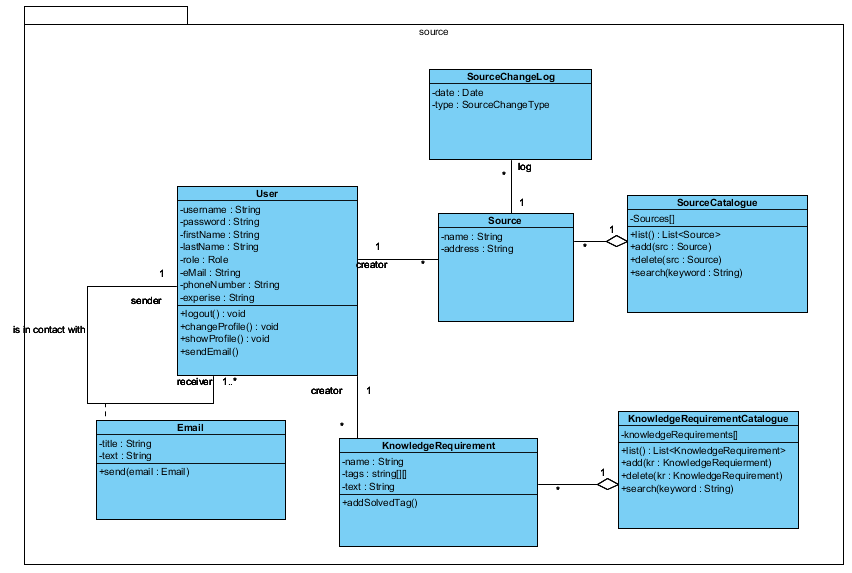 source
SourceChangeLog
-date : Date
-type : SourceChangeType
log
*
1
User
-username : String
-password : String
-firstName : String
-lastName : String
-role : Role
-eMail : String
-phoneNumber : String
-experise : String
+logout() : void
+changeProfile() : void
+showProfile() : void
+sendEmail()
1
creator
*
Source
-name : String
-address : String
1
*
SourceCatalogue
-Sources[]
+list() : List<Source>
+add(src : Source)
+delete(src : Source)
+search(keyword : String)
1
sender
is in contact with
receiver
1..*
creator
1
*
Email
-title : String
-text : String
+send(email : Email)
KnowledgeRequirement
-name : String
-tags : string[][]
-text : String
+addSolvedTag()
1
*
KnowledgeRequirementCatalogue
-knowledgeRequirements[]
+list() : List<KnowledgeRequirement>
+add(kr : KnowledgeRequierment)
+delete(kr : KnowledgeRequirement)
+search(keyword : String)